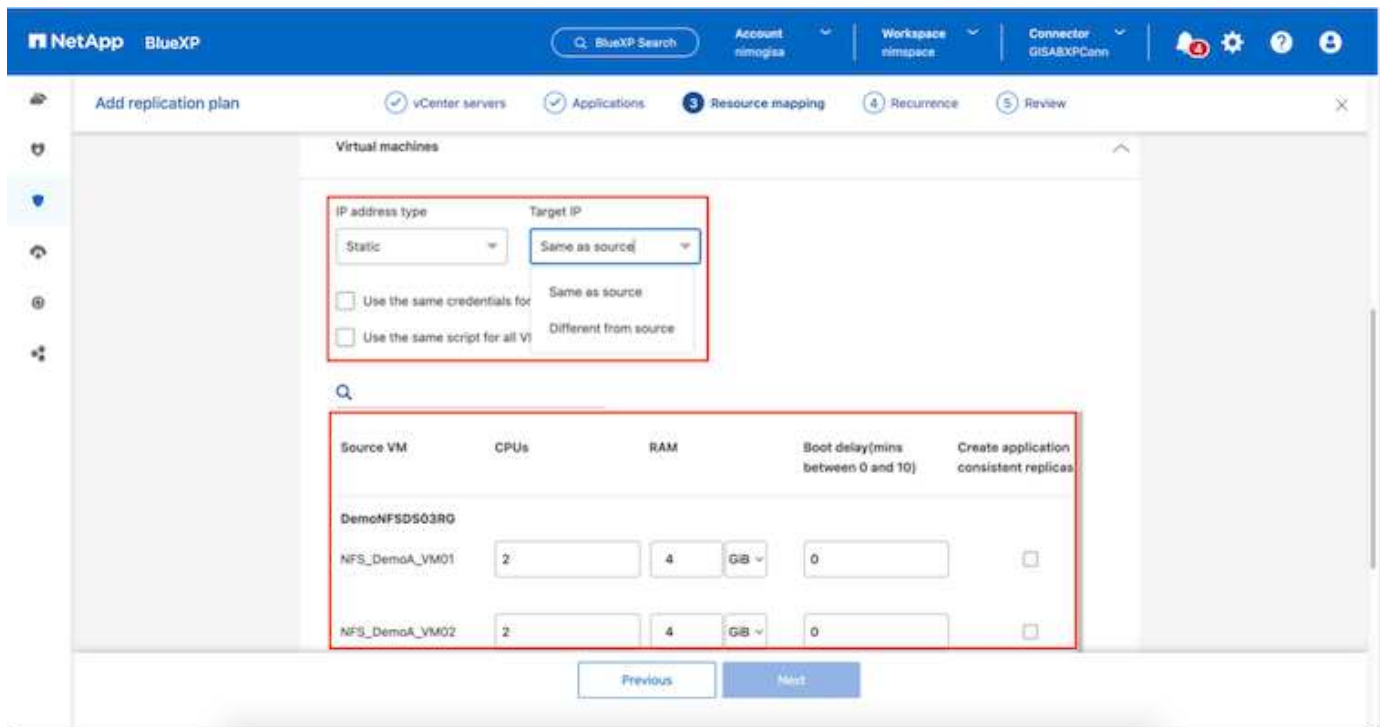 NetApp BlueXP BlueXP Search Account Workspace Connector
nimogisa nimspace GISABXPConn 4
Add replication plan vCenter servers Applications 3 Resource mapping 4 Recurrence 5 Review
Virtual machines
IP address type Target IP
Static Same as source
Use the same credentials for Same as source
Use the same script for all Different from source
Source VM CPUs RAM Boot delay(mins Create application
between 0 and 10) consistent replicas
DemoNFSDS03RG
NFS_DemoA_VM01 2 4 GiB 0
NFS_DemoA_VM02 2 4 GiB 0
Previous Next